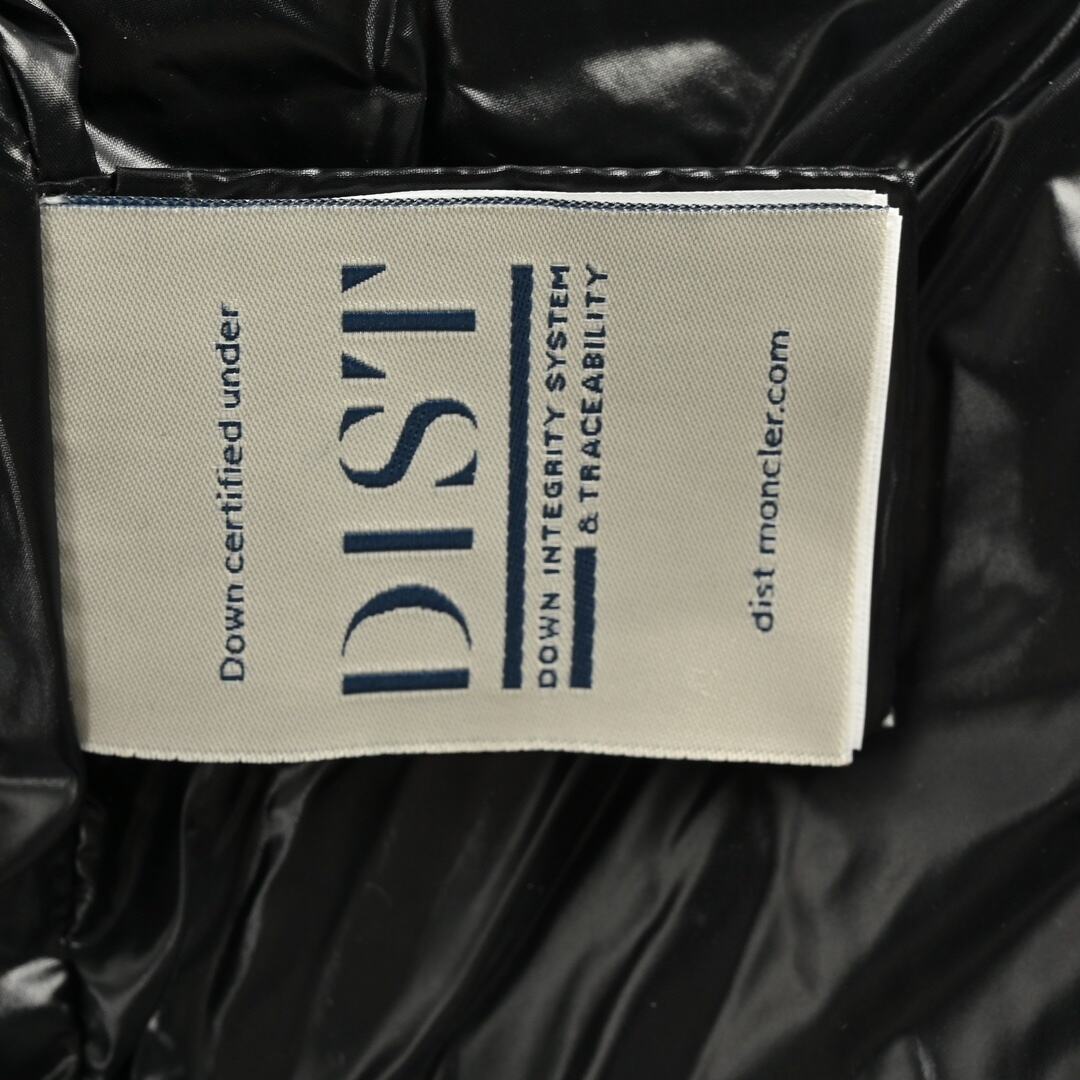 Down certified under
DIST
DOWN INTEGRITY SYSTEM
& TRACEABILITY
dist moncler.com